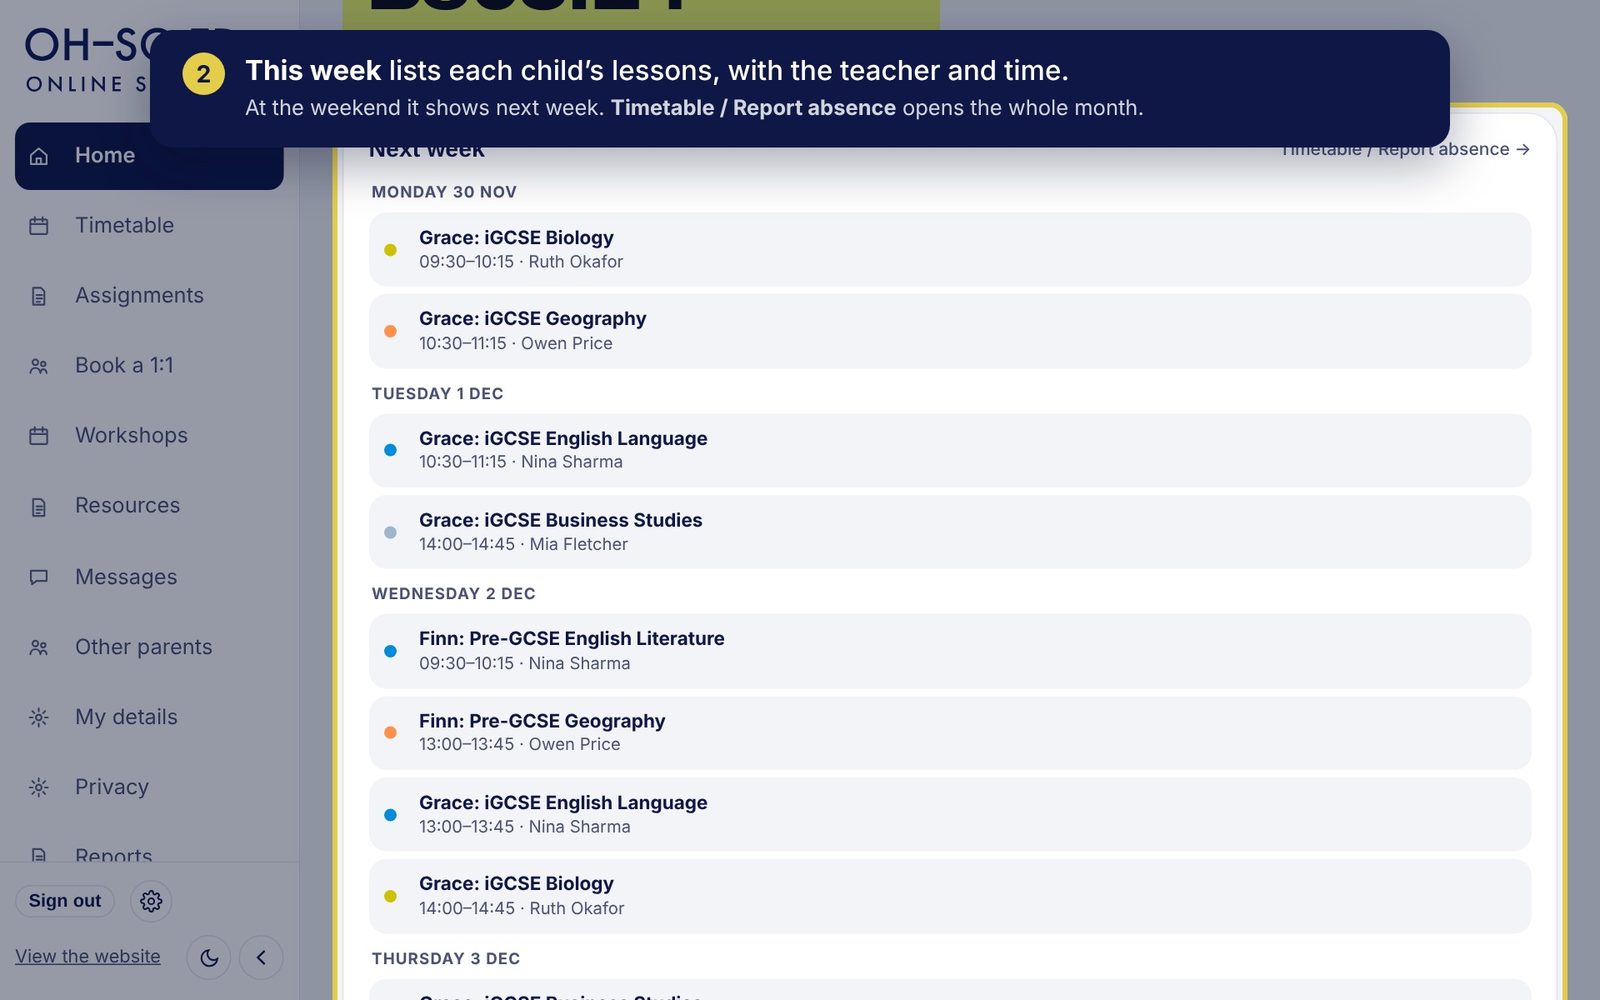 OH-SO
ONLINE S
2
This week lists each child's lessons, with the teacher and time.
At the weekend it shows next week. Timetable / Report absence opens the whole month.
Home
Timetable
Assignments
Book a 1:1
Workshops
Resources
Messages
Other parents
My details
Privacy
Reports
Sign out
View the website
Next week
Timetable / Report absence →
MONDAY 30 NOV
Grace: iGCSE Biology
09:30–10:15 · Ruth Okafor
Grace: iGCSE Geography
10:30–11:15 · Owen Price
TUESDAY 1 DEC
Grace: iGCSE English Language
10:30–11:15 · Nina Sharma
Grace: iGCSE Business Studies
14:00–14:45 · Mia Fletcher
WEDNESDAY 2 DEC
Finn: Pre-GCSE English Literature
09:30–10:15 · Nina Sharma
Finn: Pre-GCSE Geography
13:00–13:45 · Owen Price
Grace: iGCSE English Language
13:00–13:45 · Nina Sharma
Grace: iGCSE Biology
14:00–14:45 · Ruth Okafor
THURSDAY 3 DEC
Grace: iGCSE Business Studies